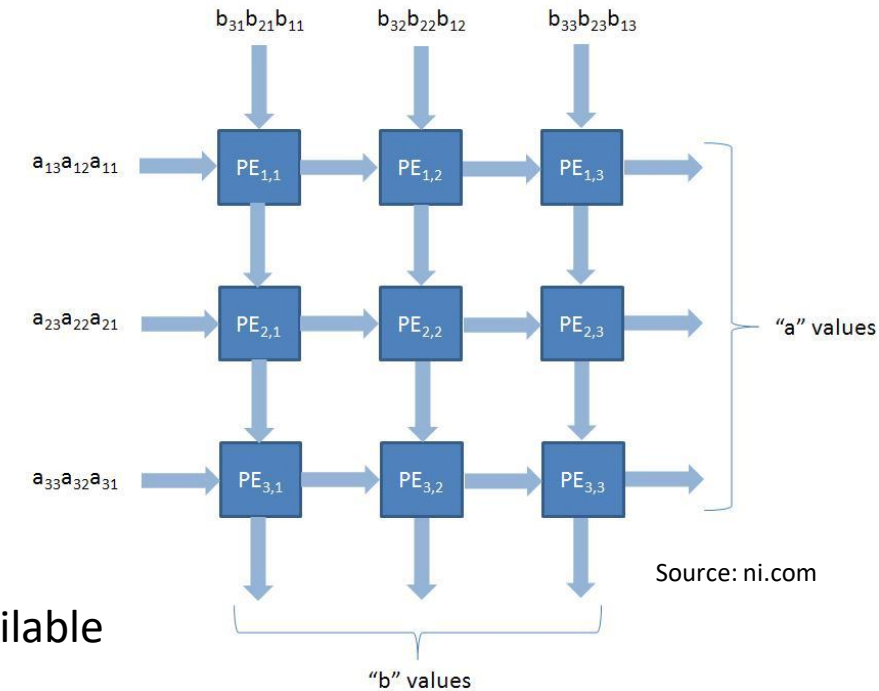 b₃₁b₂₁b₁₁ b₃₂b₂₂b₁₂ b₃₃b₂₃b₁₃
a₁₃a₁₂a₁₁ PE₁,₁ PE₁,₂ PE₁,₃
a₂₃a₂₂a₂₁ PE₂,₁ PE₂,₂ PE₂,₃
"a" values
a₃₃a₃₂a₃₁ PE₃,₁ PE₃,₂ PE₃,₃
Source: ni.com
ilable
"b" values